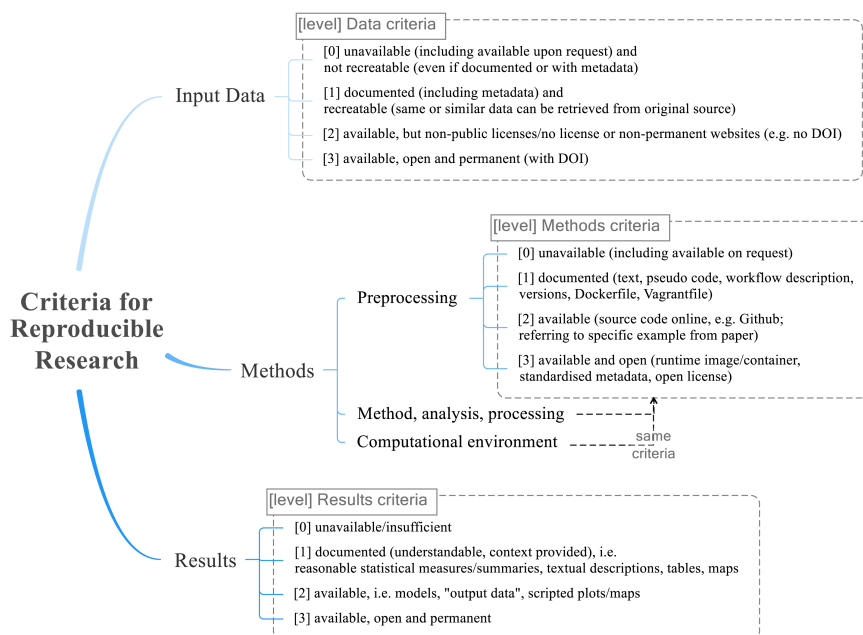 [level] Data criteria
[0] unavailable (including available upon request) and
not recreatable (even if documented or with metadata)
Input Data
[1] documented (including metadata) and
recreatable (same or similar data can be retrieved from original source)
[2] available, but non-public licenses/no license or non-permanent websites (e.g. no DOI)
[3] available, open and permanent (with DOI)
Criteria for
Reproducible
Research
Methods
[level] Methods criteria
Preprocessing
[0] unavailable (including available on request)
[1] documented (text, pseudo code, workflow description,
versions, Dockerfile, Vagrantfile)
[2] available (source code online, e.g. Github;
referring to specific example from paper)
[3] available and open (runtime image/container,
standardised metadata, open license)
Method, analysis, processing
Computational environment
same
criteria
[level] Results criteria
Results
[0] unavailable/insufficient
[1] documented (understandable, context provided), i.e.
reasonable statistical measures/summaries, textual descriptions, tables, maps
[2] available, i.e. models, "output data", scripted plots/maps
[3] available, open and permanent